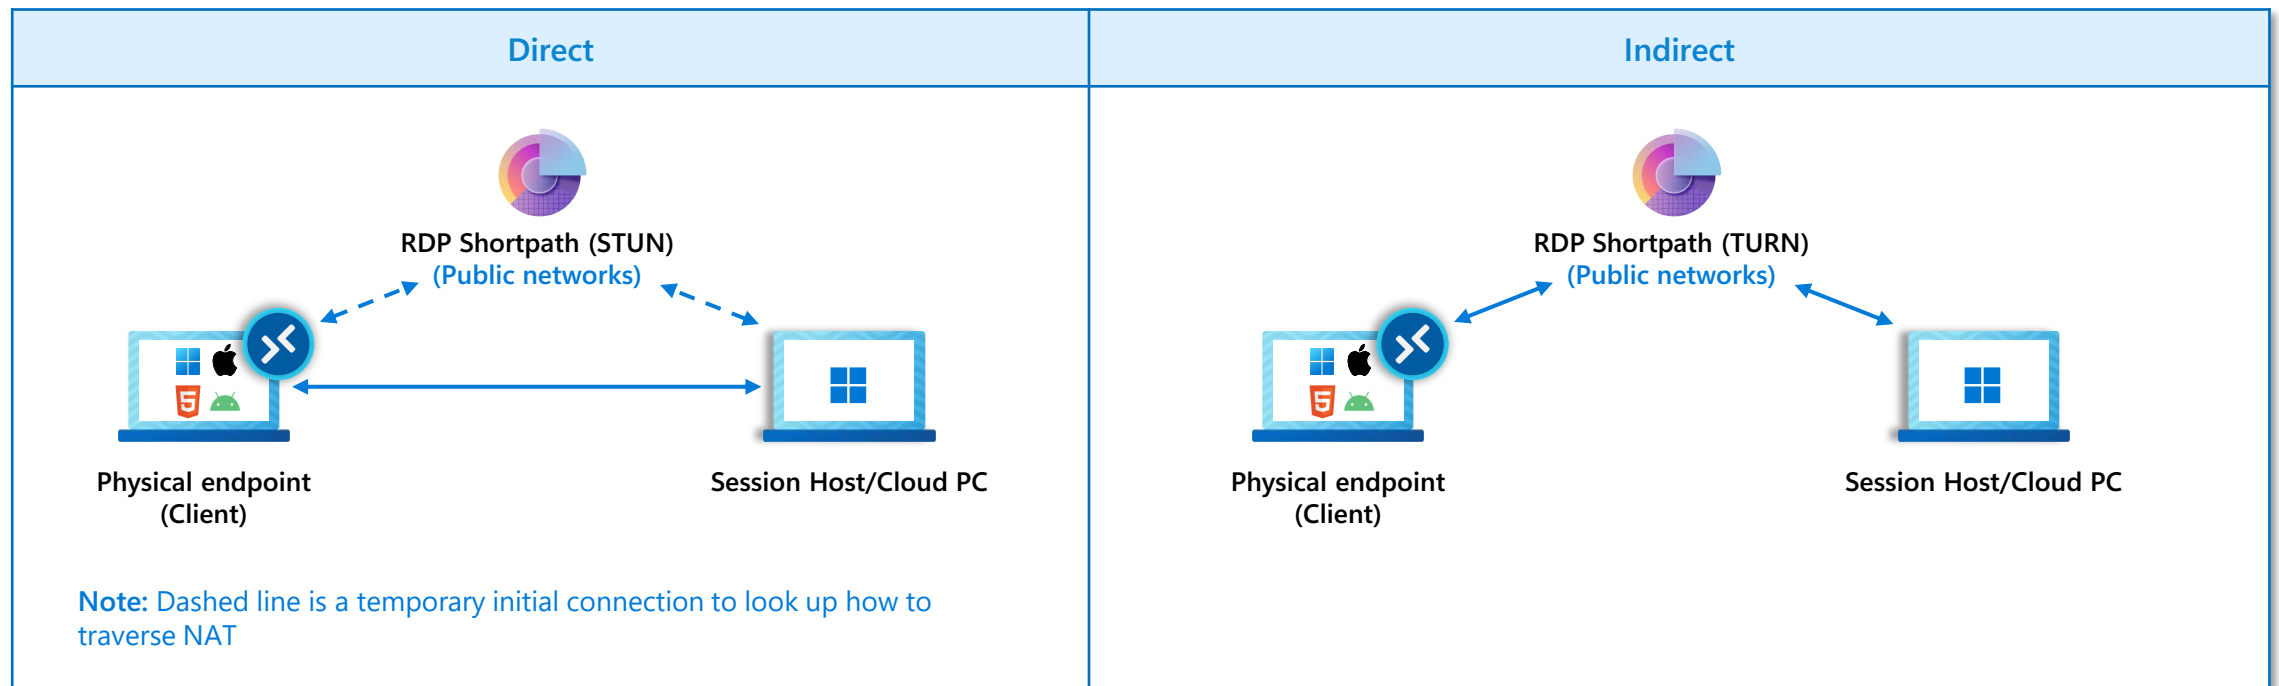 Direct
Indirect
RDP Shortpath (STUN)
(Public networks)
Physical endpoint
(Client)
Session Host/Cloud PC
Note: Dashed line is a temporary initial connection to look up how to
traverse NAT
RDP Shortpath (TURN)
(Public networks)
Physical endpoint
(Client)
Session Host/Cloud PC